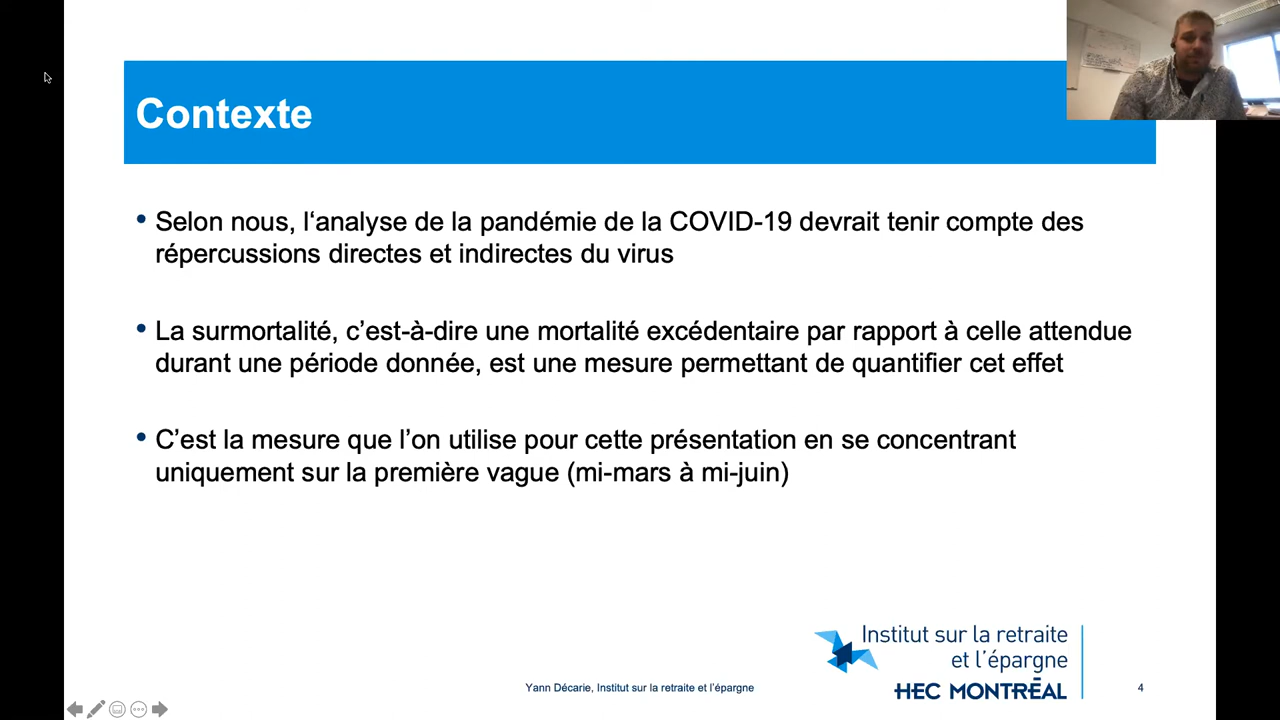 Contexte
• Selon nous, l‘analyse de la pandémie de la COVID-19 devrait tenir compte des
répercussions directes et indirectes du virus
• La surmortalité, c’est-à-dire une mortalité excédentaire par rapport à celle attendue
durant une période donnée, est une mesure permettant de quantifier cet effet
• C’est la mesure que l’on utilise pour cette présentation en se concentrant
uniquement sur la première vague (mi-mars à mi-juin)
Institut sur la retraite
et l’épargne
HEC MONTRÉAL
Yann Décarie, Institut sur la retraite et l’épargne
4